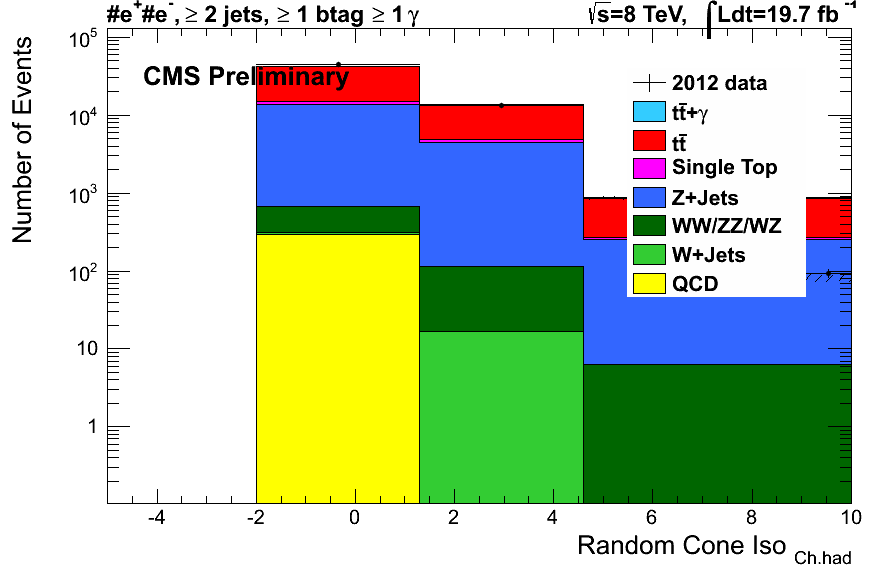 #e⁺#e⁻, ≥ 2 jets, ≥ 1 btag ≥ 1 γ
√s=8 TeV, ∫Ldt=19.7 fb⁻¹
CMS Preliminary
2012 data
tt̄+γ
tt̄
Single Top
Z+Jets
WW/ZZ/WZ
W+Jets
QCD
Number of Events
10⁵
10⁴
10³
10²
10
1
-4 -2 0 2 4 6 8 10
Random Cone Iso Ch.had